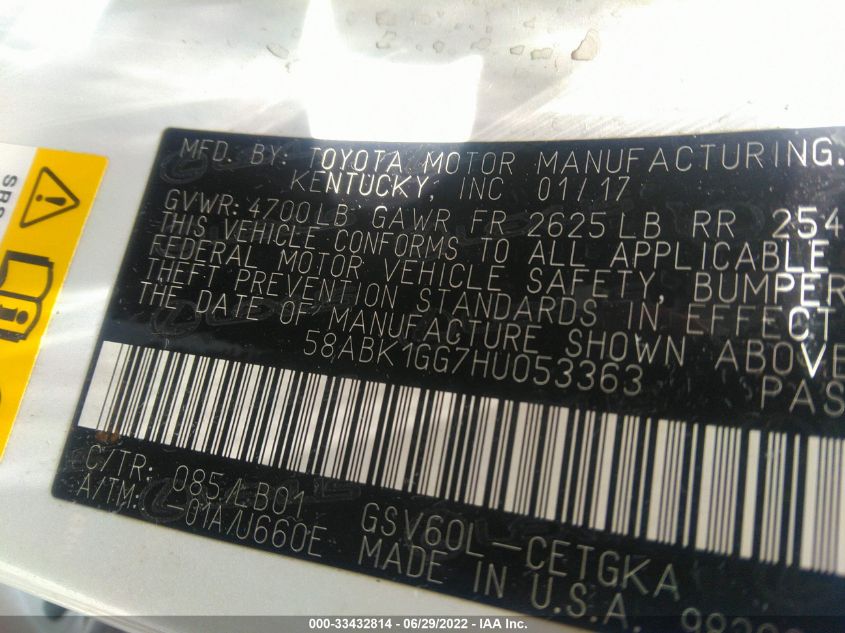 MFD. BY: TOYOTA MOTOR MANUFACTURING.
KENTUCKY, INC 01/17
GVWR: 4700LB GAWR FR 2625LB RR 254
THIS VEHICLE CONFORMS TO ALL APPLICABLE
FEDERAL MOTOR VEHICLE SAFETY, BUMPER
THEFT PREVENTION STANDARDS IN EFFECT
THE DATE OF MANUFACTURE SHOWN ABOVE
58ABK1GG7HU053363
PAS
C/TR: 085/LB01
A/TM: -01A/U660E
GSV60L-CETGKA
MADE IN U.S.A.
SRS
000-33432814 - 06/29/2022 - IAA Inc.